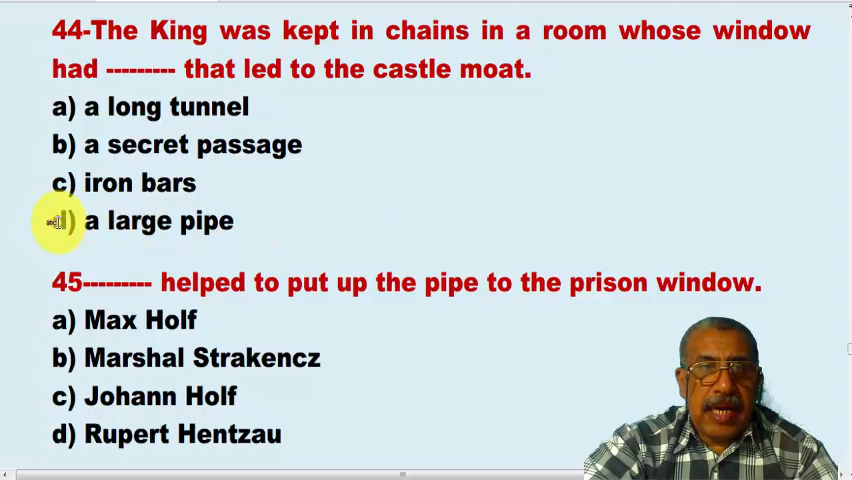 44-The King was kept in chains in a room whose window
had --------- that led to the castle moat.
a) a long tunnel
b) a secret passage
c) iron bars
d) a large pipe
45--------- helped to put up the pipe to the prison window.
a) Max Holf
b) Marshal Strakencz
c) Johann Holf
d) Rupert Hentzau